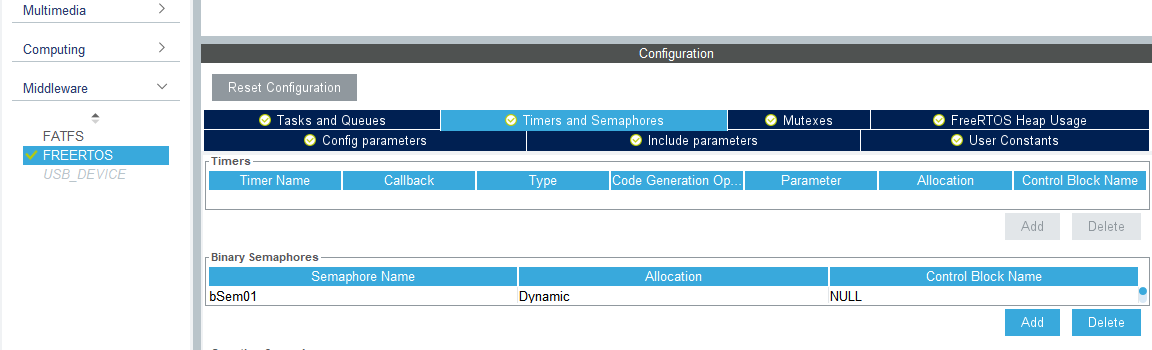 Multimedia
Computing
Middleware
FATFS
FREERTOS
USB_DEVICE
Configuration
Reset Configuration
Tasks and Queues
Timers and Semaphores
Mutexes
FreeRTOS Heap Usage
Config parameters
Include parameters
User Constants
Timers
Timer Name Callback Type Code Generation Op... Parameter Allocation Control Block Name
Add Delete
Binary Semaphores
Semaphore Name Allocation Control Block Name
bSem01 Dynamic NULL
Add Delete